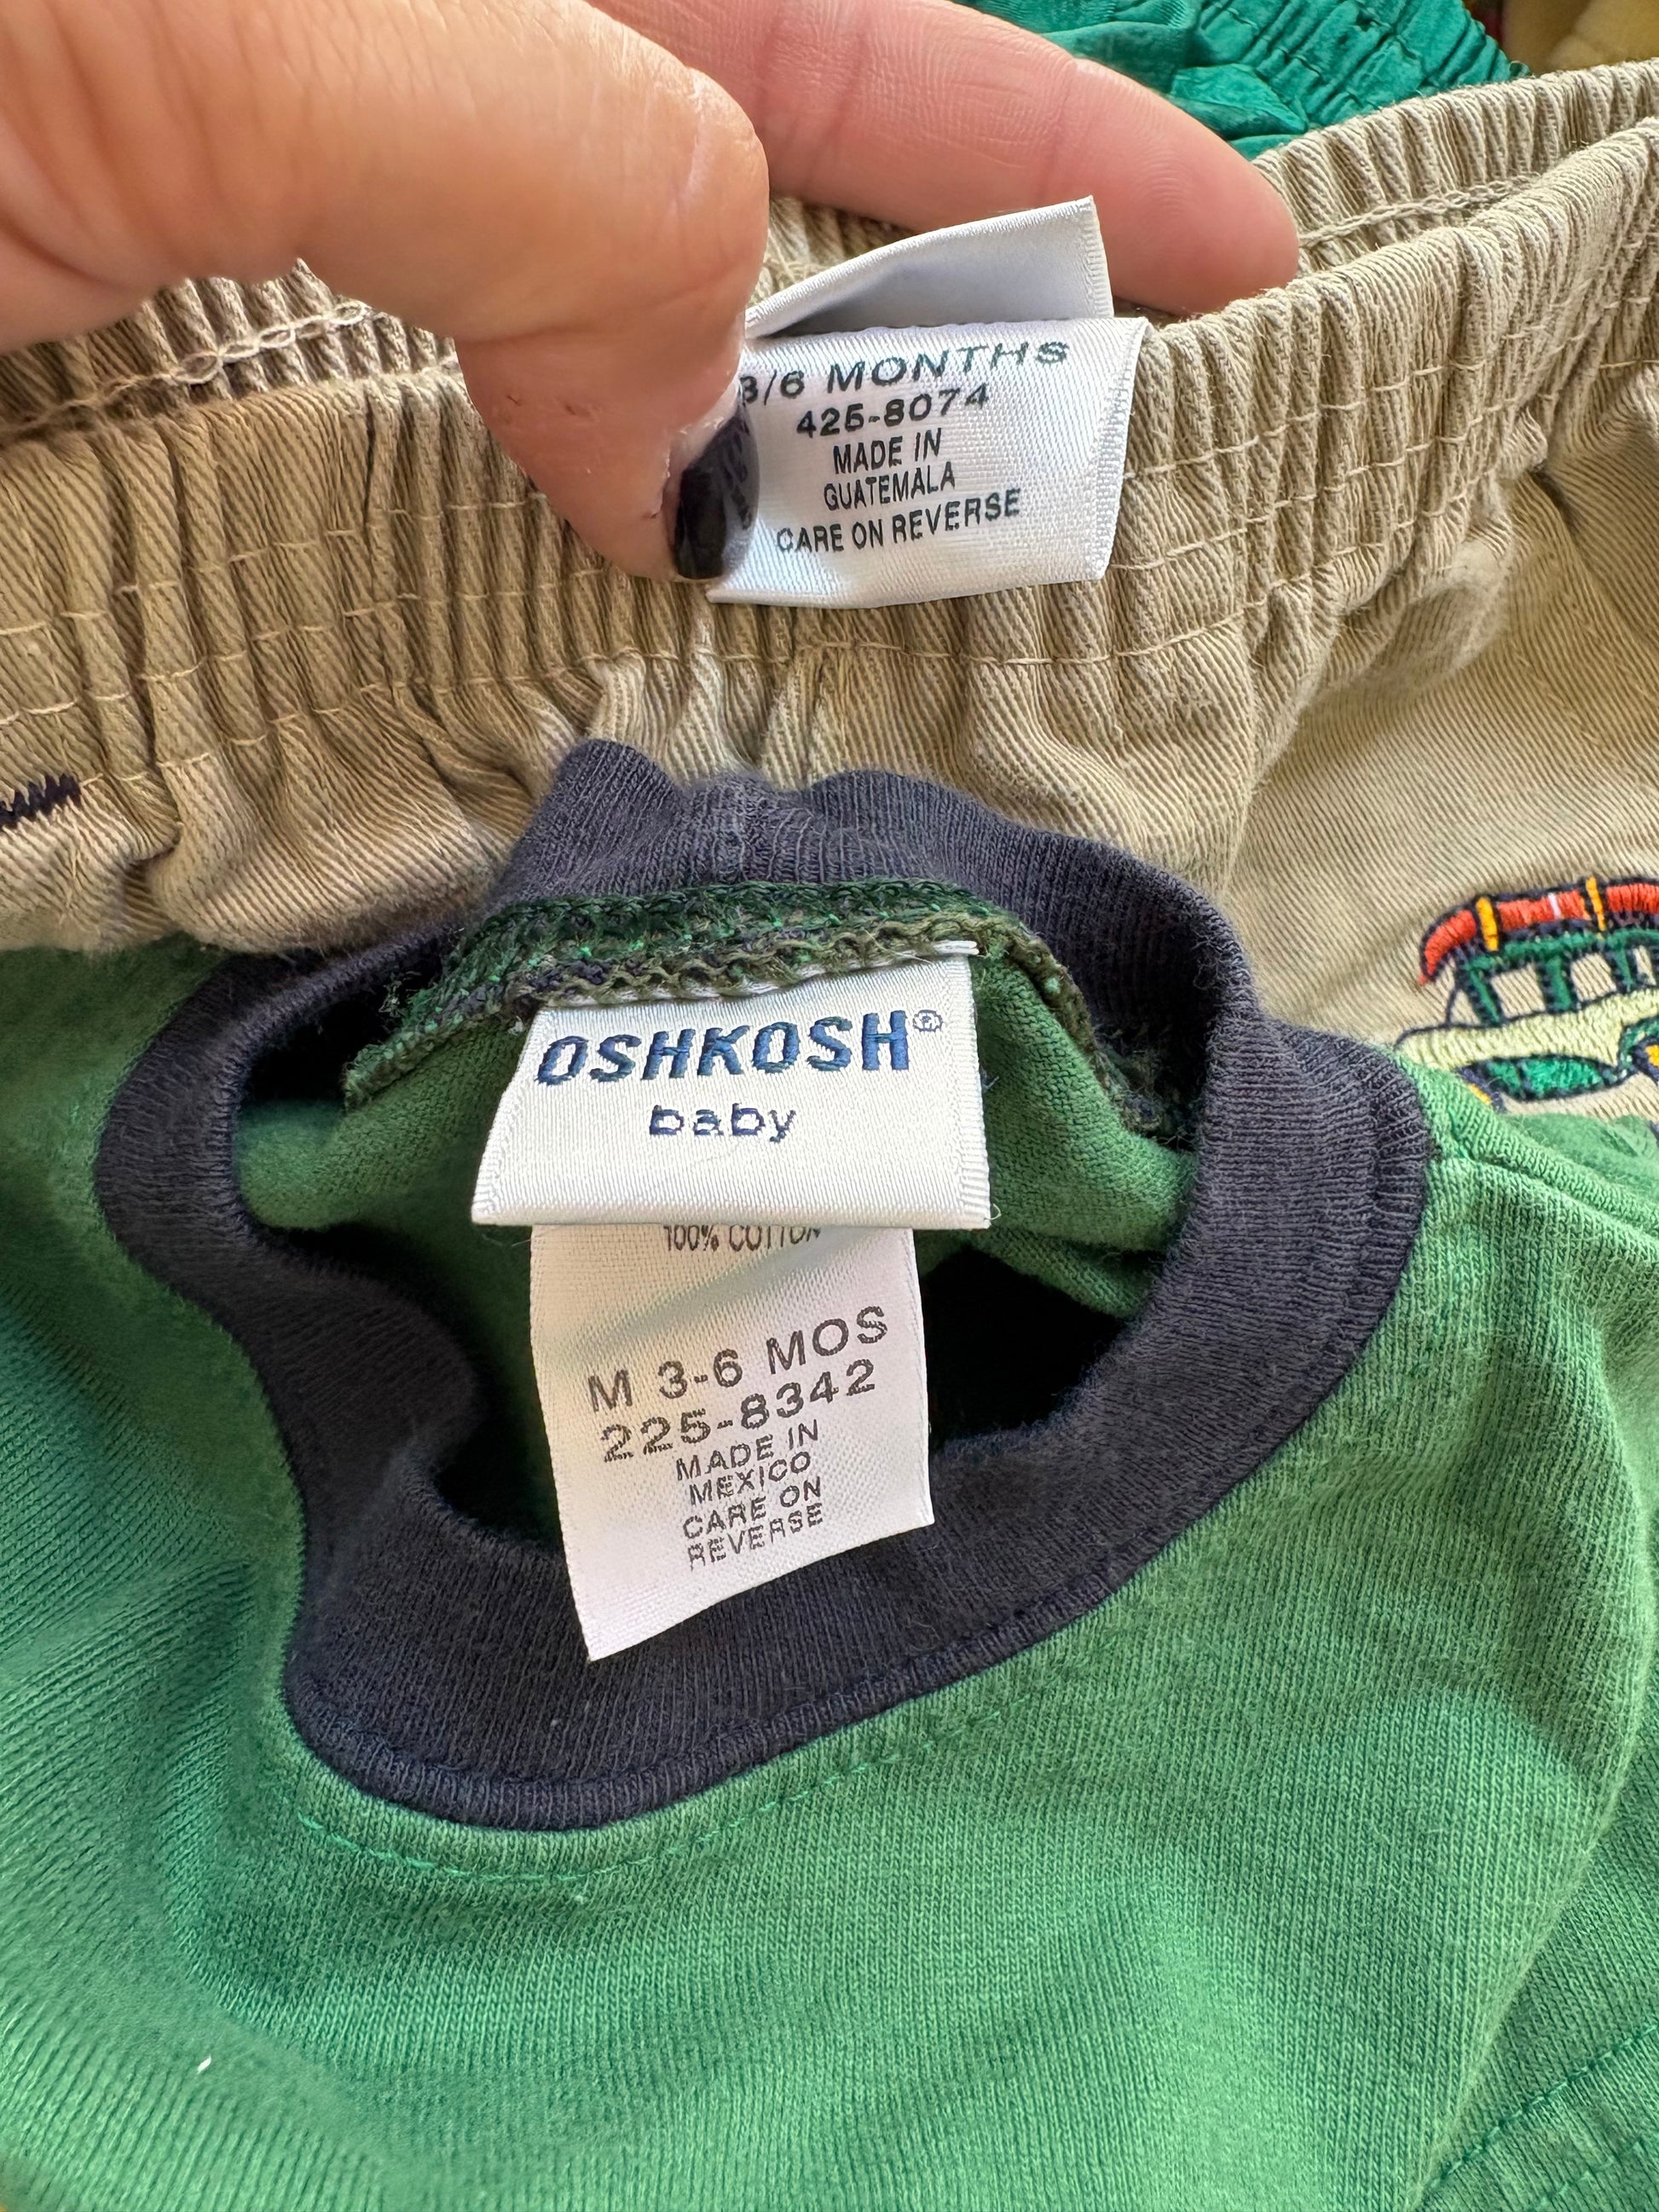 3/6 MONTHS
425-8074
MADE IN
GUATEMALA
CARE ON REVERSE
OSHKOSH®
baby
100% COTTON
M 3-6 MOS
225-8342
MADE IN
MEXICO
CARE ON
REVERSE